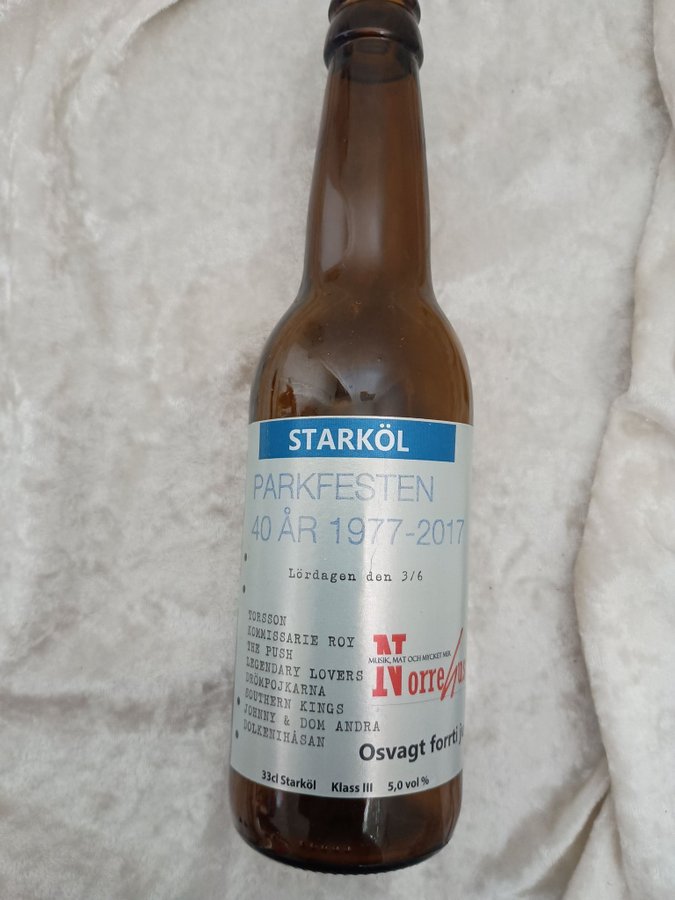 STARKÖL
PARKFESTEN
40 ÅR 1977-2017
Lördagen den 3/6
TORSSON
KOMMISSARIE ROY
THE PUSH
LEGENDARY LOVERS
DRÖMPOJKARNA
SOUTHERN KINGS
JOHNNY & DOM ANDRA
DOLKENIHÅSAN
MUSIK, MAT OCH MYCKET MER
Norrehus
Osvagt forrti
33cl Starköl Klass III 5,0 vol %